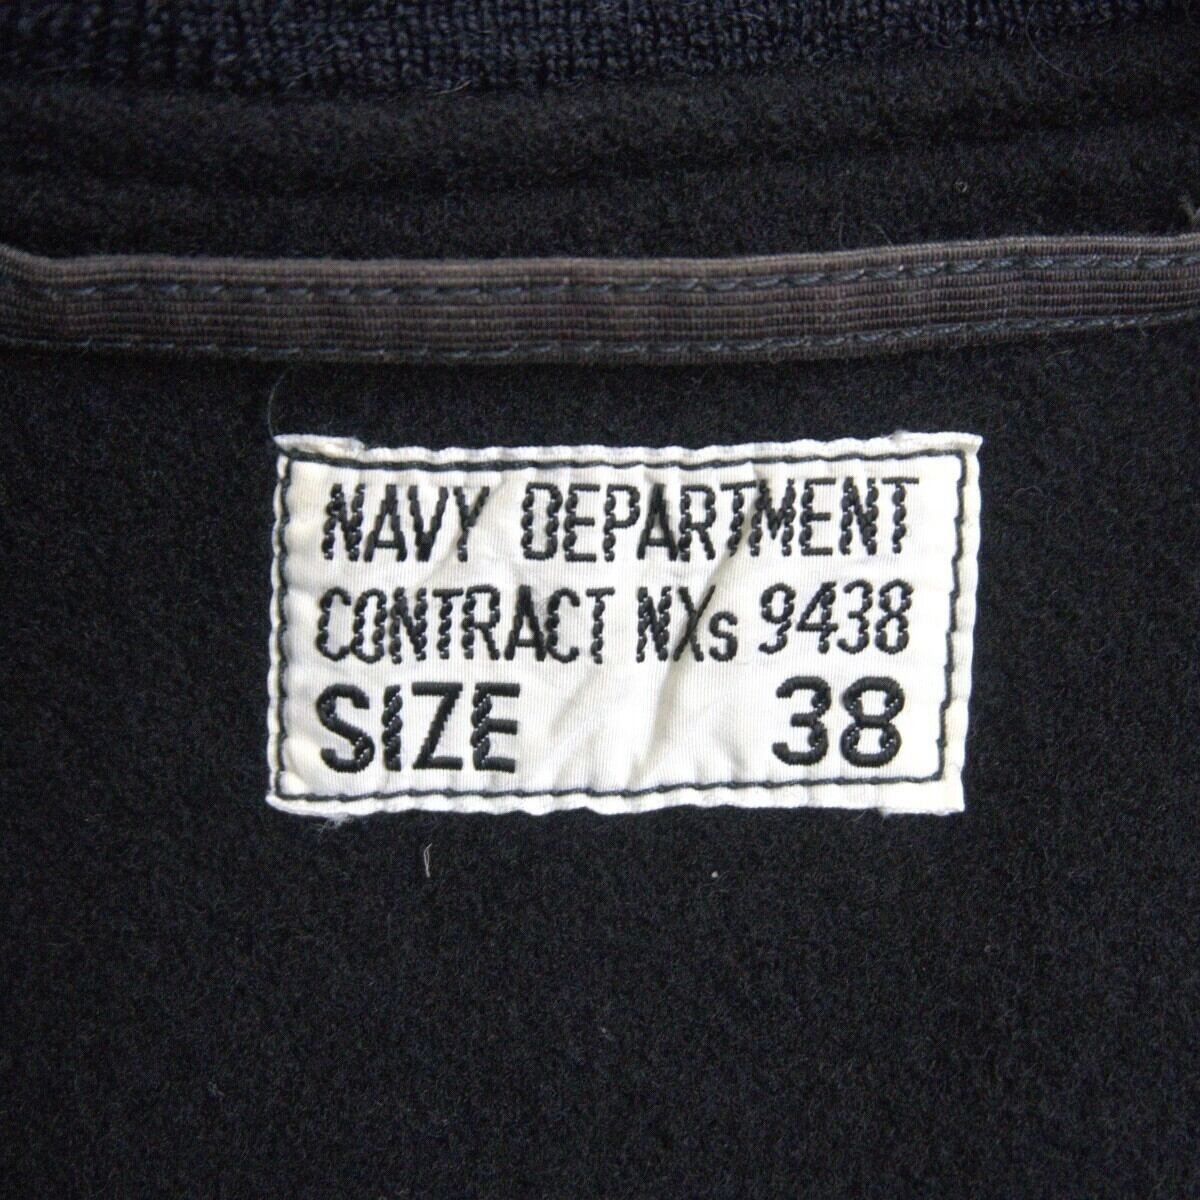 NAVY DEPARTMENT
CONTRACT NXs 9438
SIZE 38